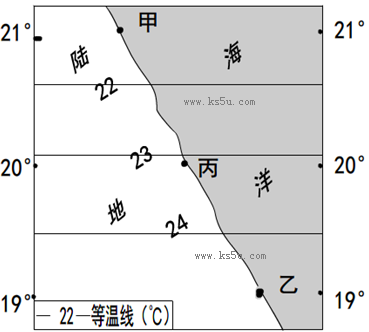 21° 甲 21°
陆 海
22
www.ks5u.com
23
20° 丙 20°
地 洋
24
www.ks5u.com
乙
19° 19°
— 22—等温线(℃)